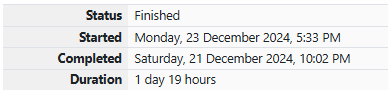 Status Finished
Started Monday, 23 December 2024, 5:33 PM
Completed Saturday, 21 December 2024, 10:02 PM
Duration 1 day 19 hours